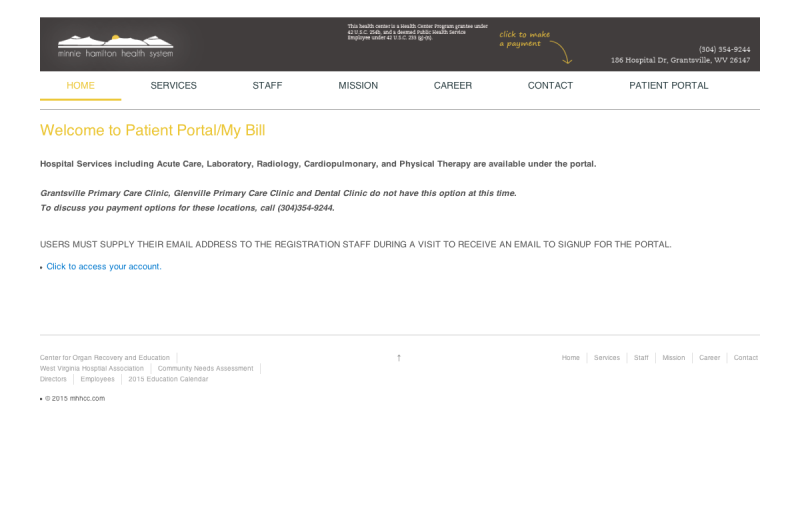 This health center is a Health Center Program grantee under
42 U.S.C. 254b, and a deemed Public Health Service
Employee under 42 U.S.C. 233 (g)-(n).
click to make
a payment
minnie hamilton health system
(304) 354-9244
186 Hospital Dr, Grantsville, WV 26147
HOME SERVICES STAFF MISSION CAREER CONTACT PATIENT PORTAL
Welcome to Patient Portal/My Bill
Hospital Services including Acute Care, Laboratory, Radiology, Cardiopulmonary, and Physical Therapy are available under the portal.
Grantsville Primary Care Clinic, Glenville Primary Care Clinic and Dental Clinic do not have this option at this time.
To discuss you payment options for these locations, call (304)354-9244.
USERS MUST SUPPLY THEIR EMAIL ADDRESS TO THE REGISTRATION STAFF DURING A VISIT TO RECEIVE AN EMAIL TO SIGNUP FOR THE PORTAL.
• Click to access your account.
Center for Organ Recovery and Education
West Virginia Hosptial Association Community Needs Assessment
Directors Employees 2015 Education Calendar
↑
Home Services Staff Mission Career Contact
• © 2015 mhhcc.com